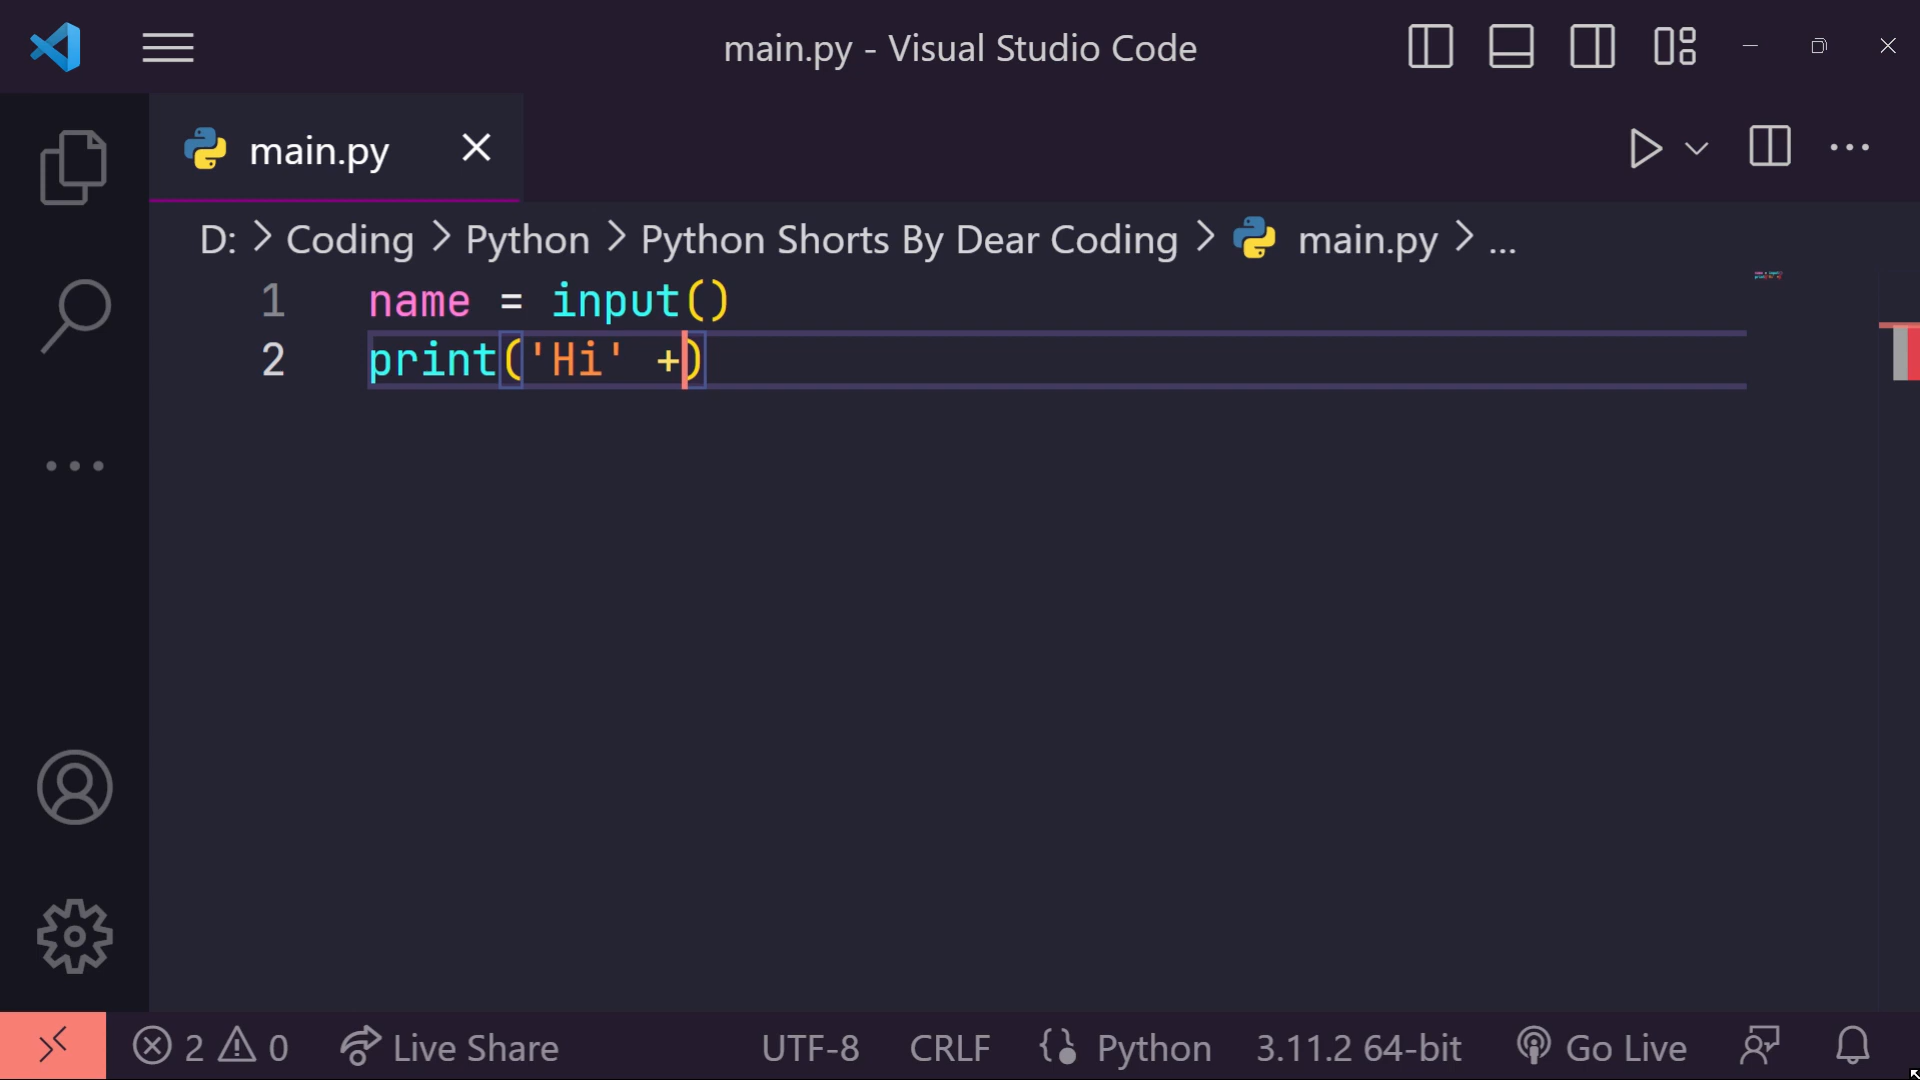 main.py - Visual Studio Code
main.py
D: > Coding > Python > Python Shorts By Dear Coding > main.py > ...
1 name = input()
2 print('Hi' +)
2 0 Live Share UTF-8 CRLF Python 3.11.2 64-bit Go Live